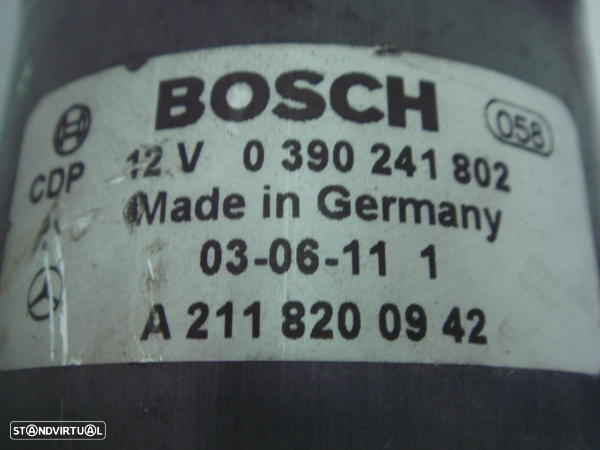 BOSCH
058
CDP 12 V 0 390 241 802
Made in Germany
03-06-11 1
A 211 820 09 42
STANDVIRTUAL